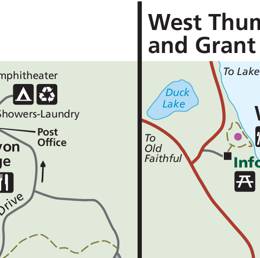 mphitheater
Showers-Laundry
Post
Office
yon
ge
Drive
West Thum
and Grant
To Lake
Duck
Lake
To
Old
Faithful
Info